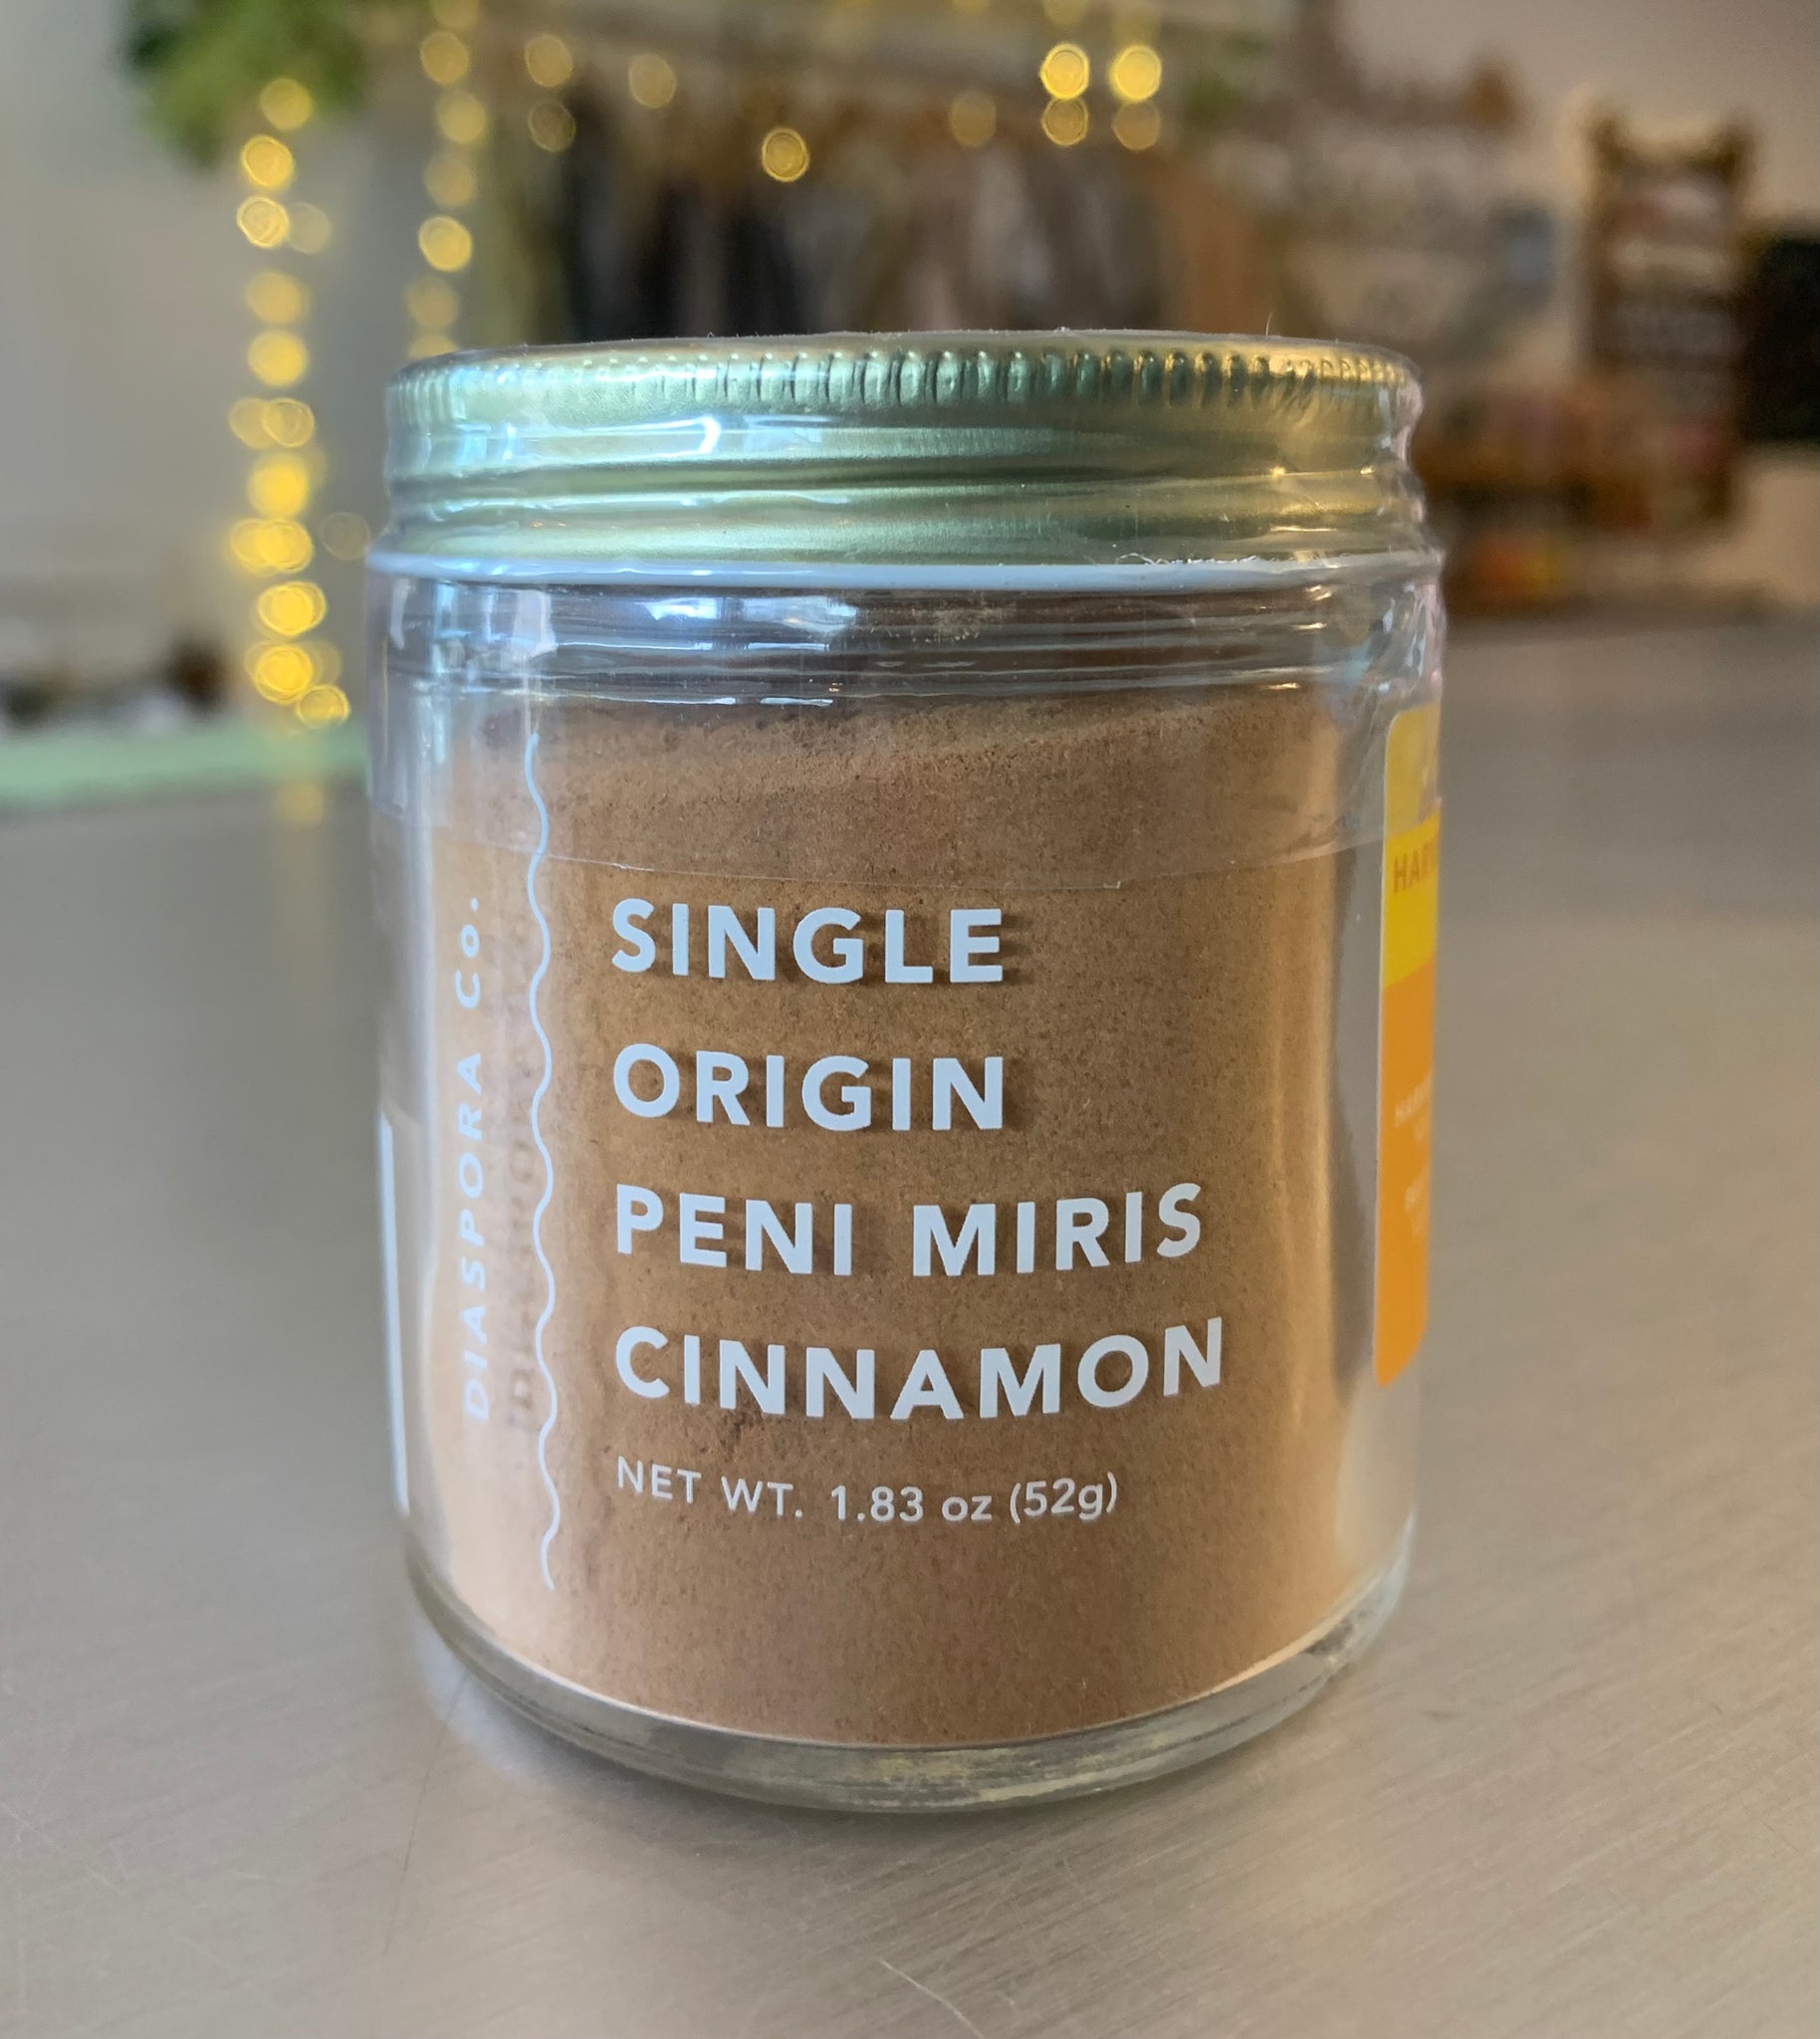 DIASPORA Co.
SINGLE
ORIGIN
PENI MIRIS
CINNAMON
NET WT. 1.83 oz (52g)